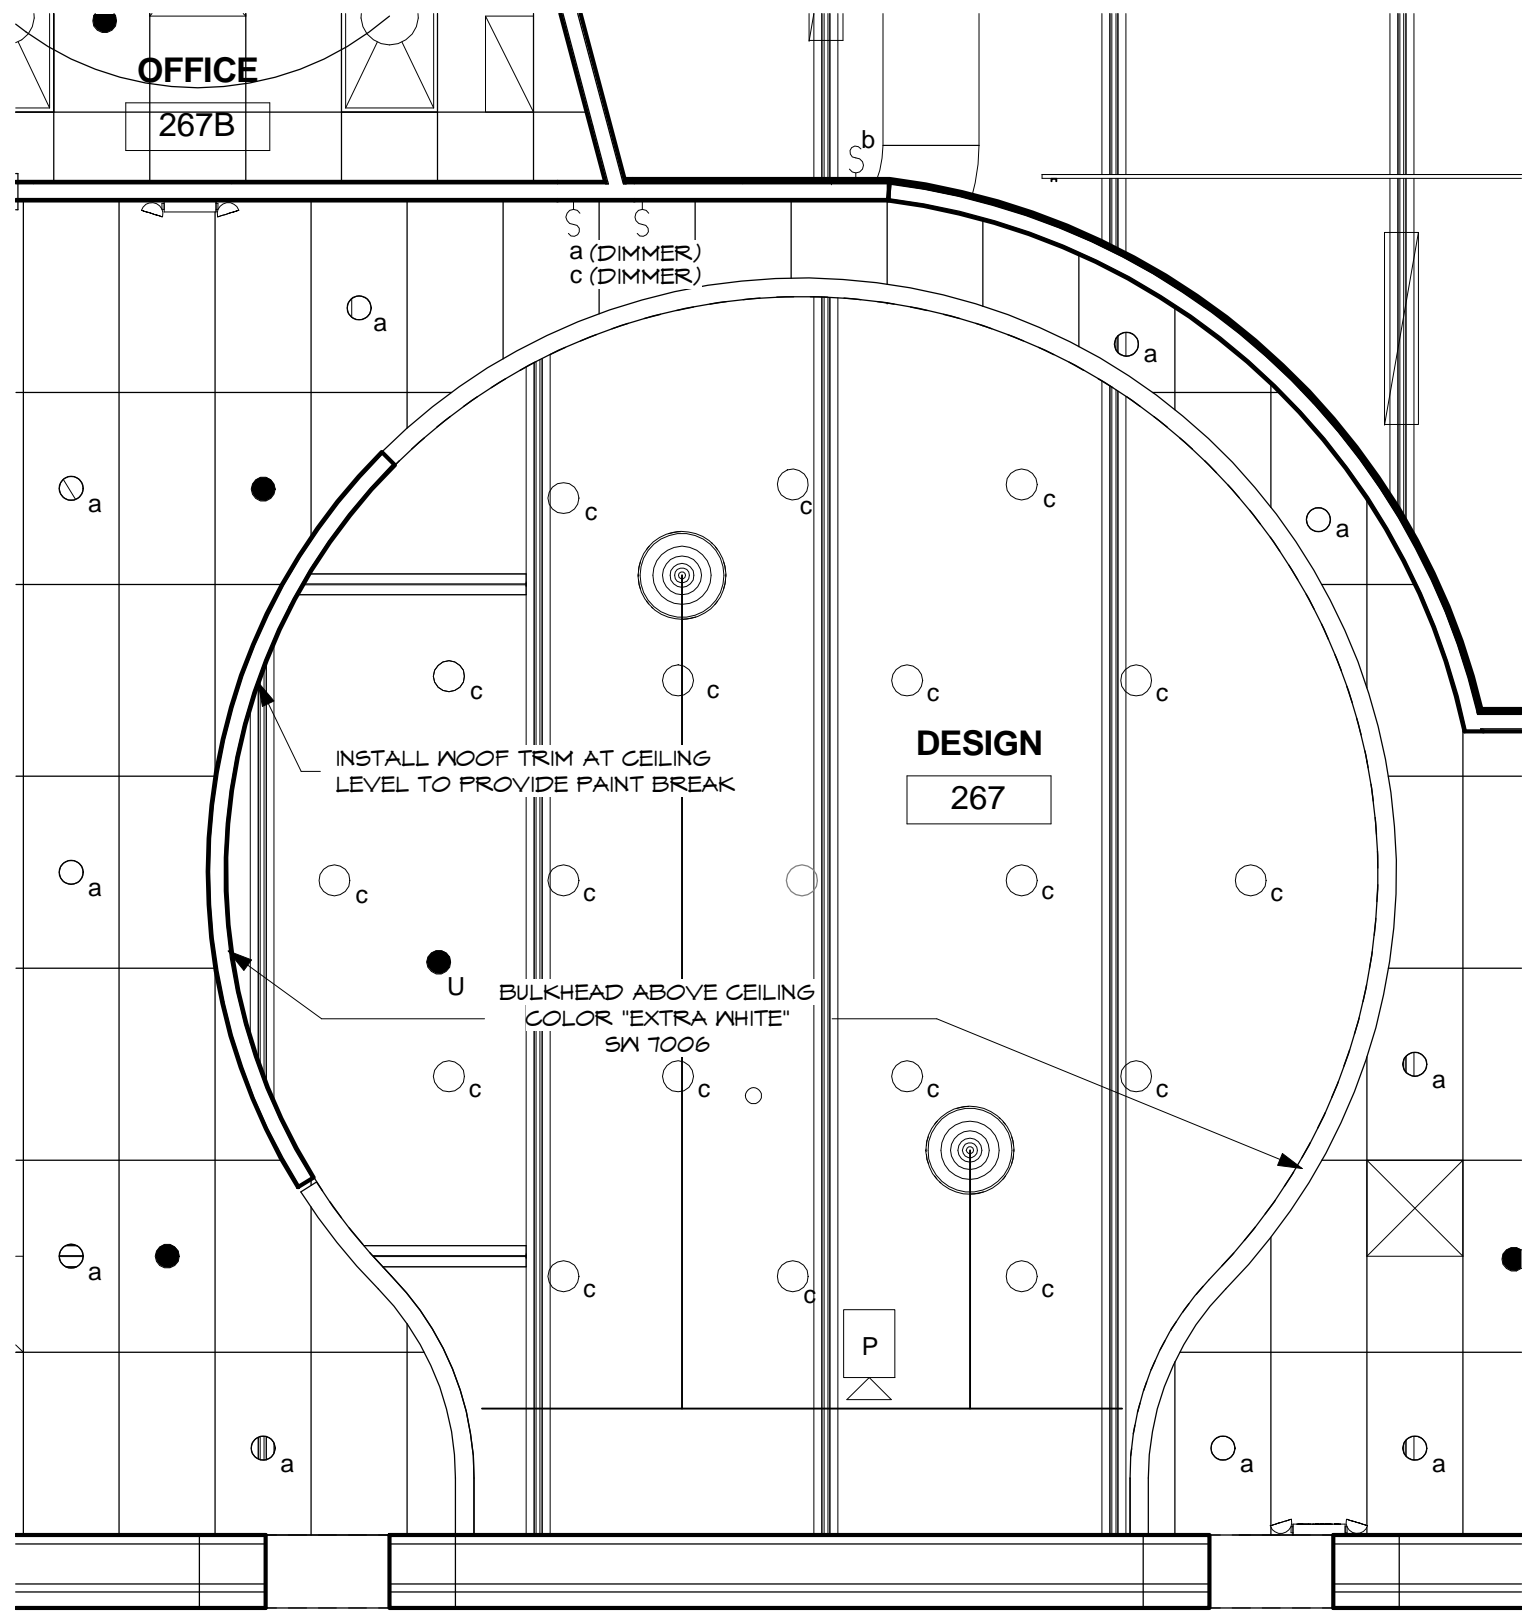 OFFICE
267B
b
a (DIMMER)
c (DIMMER)
a
a
a
c
c
c
a
c
c
c
c
DESIGN
267
INSTALL WOOF TRIM AT CEILING
LEVEL TO PROVIDE PAINT BREAK
a
c
c
c
c
U
BULKHEAD ABOVE CEILING
COLOR "EXTRA WHITE"
SW 7006
c
c
c
c
a
a
c
c
c
P
a
a
a